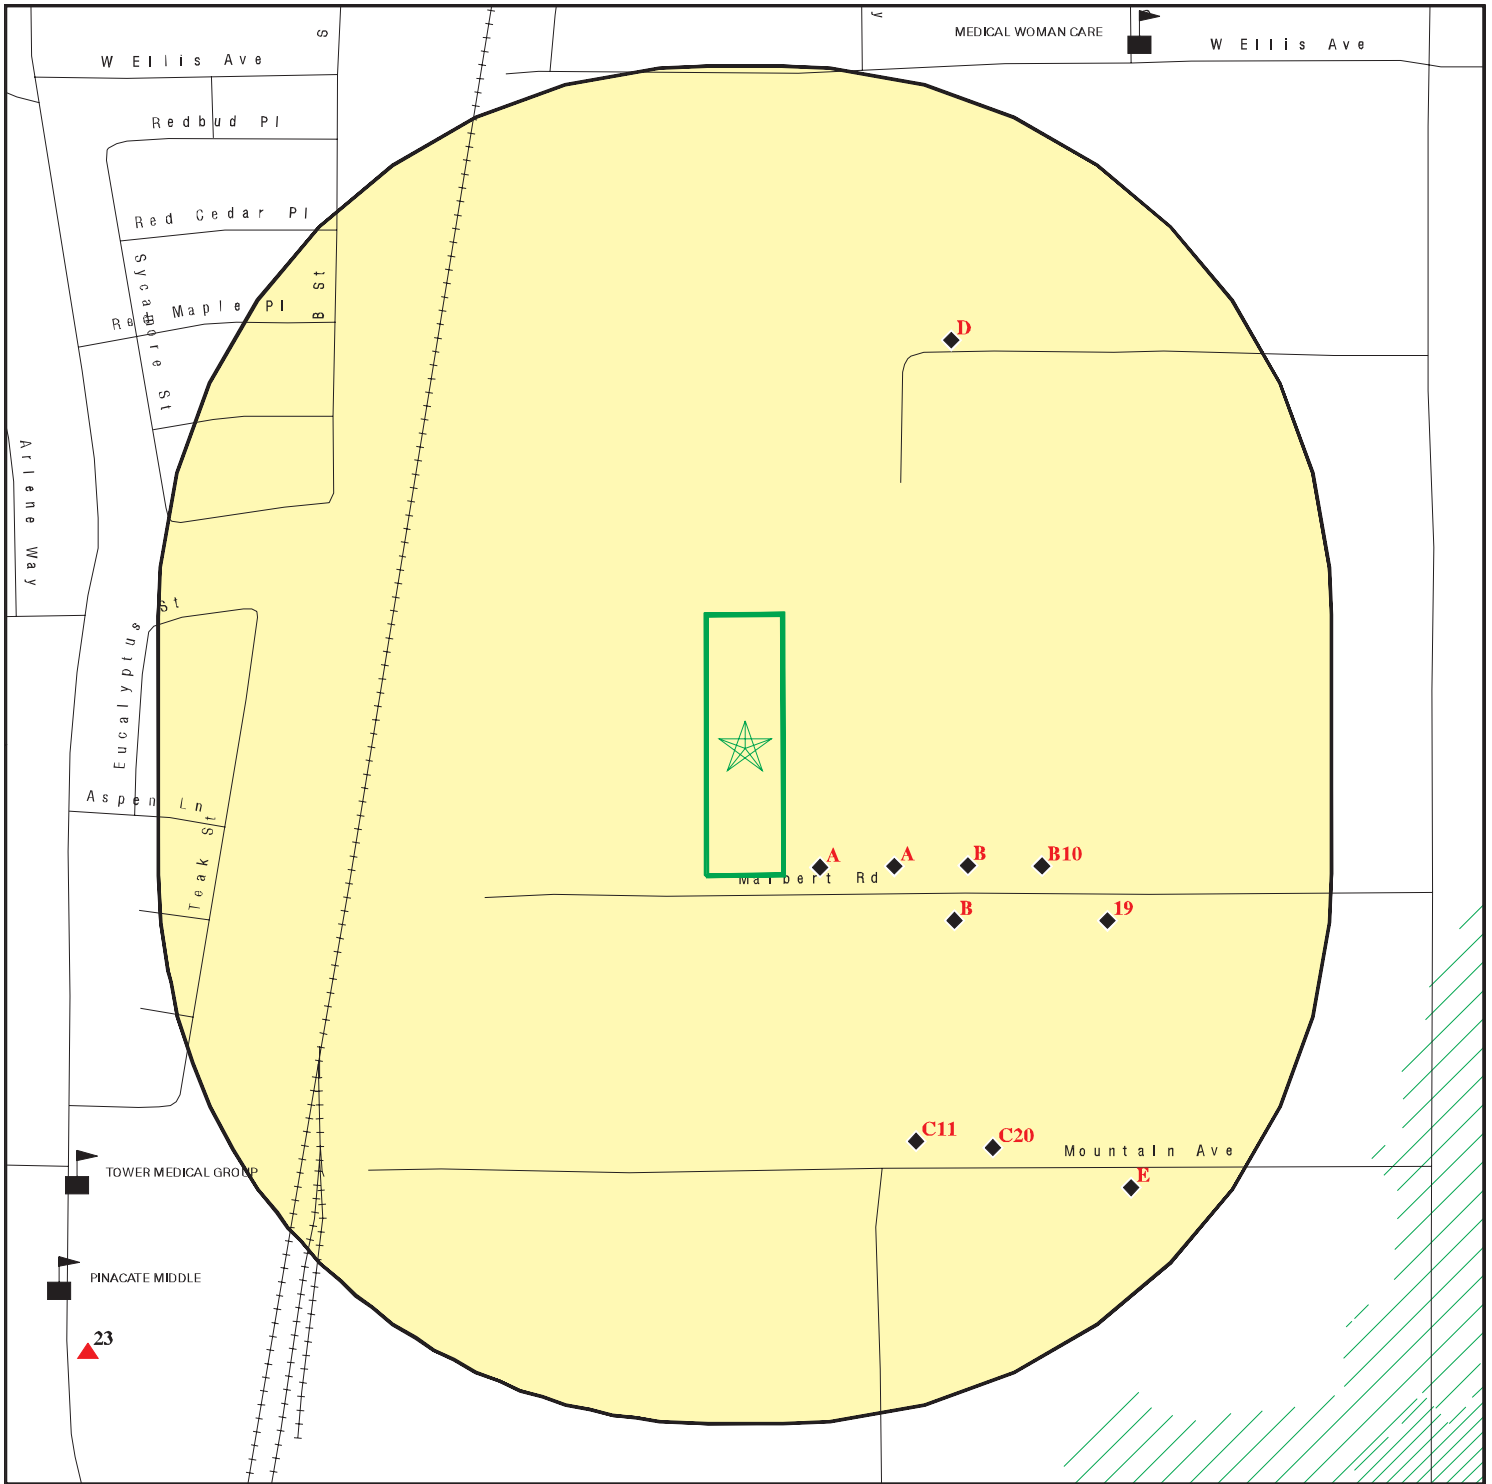 S
y
MEDICAL WOMAN CARE
W Ellis Ave
W Ellis Ave
Redbud Pl
Red Cedar Pl
Sycamore St
B St
Red Maple Pl
D
Arlene Way
Eucalyptus St
Aspen Ln
Teak St
A
A
B
B10
Malbert Rd
B
19
C11
C20
Mountain Ave
E
TOWER MEDICAL GROUP
PINACATE MIDDLE
23